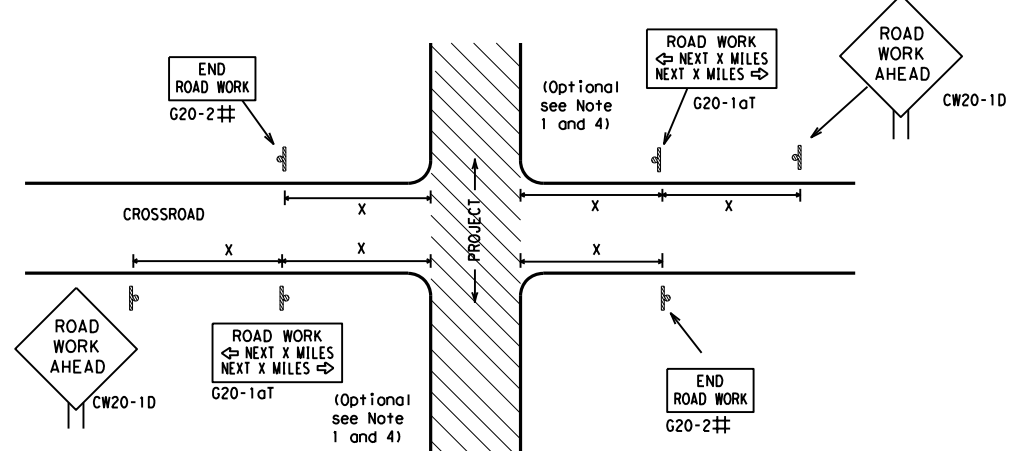 ROAD
WORK
AHEAD
CW20-1D
ROAD WORK
⇦ NEXT X MILES
NEXT X MILES ⇨
G20-1aT
(Optional
see Note
1 and 4)
END
ROAD WORK
G20-2#
X
X
X
CROSSROAD
PROJECT
X
X
X
ROAD
WORK
AHEAD
CW20-1D
ROAD WORK
⇦ NEXT X MILES
NEXT X MILES ⇨
G20-1aT
(Optional
see Note
1 and 4)
END
ROAD WORK
G20-2#